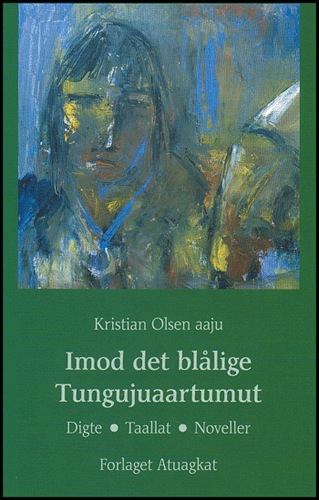 Kristian Olsen aaju
Imod det blålige
Tungujuaartumut
Digte • Taallat • Noveller
Forlaget Atuagkat